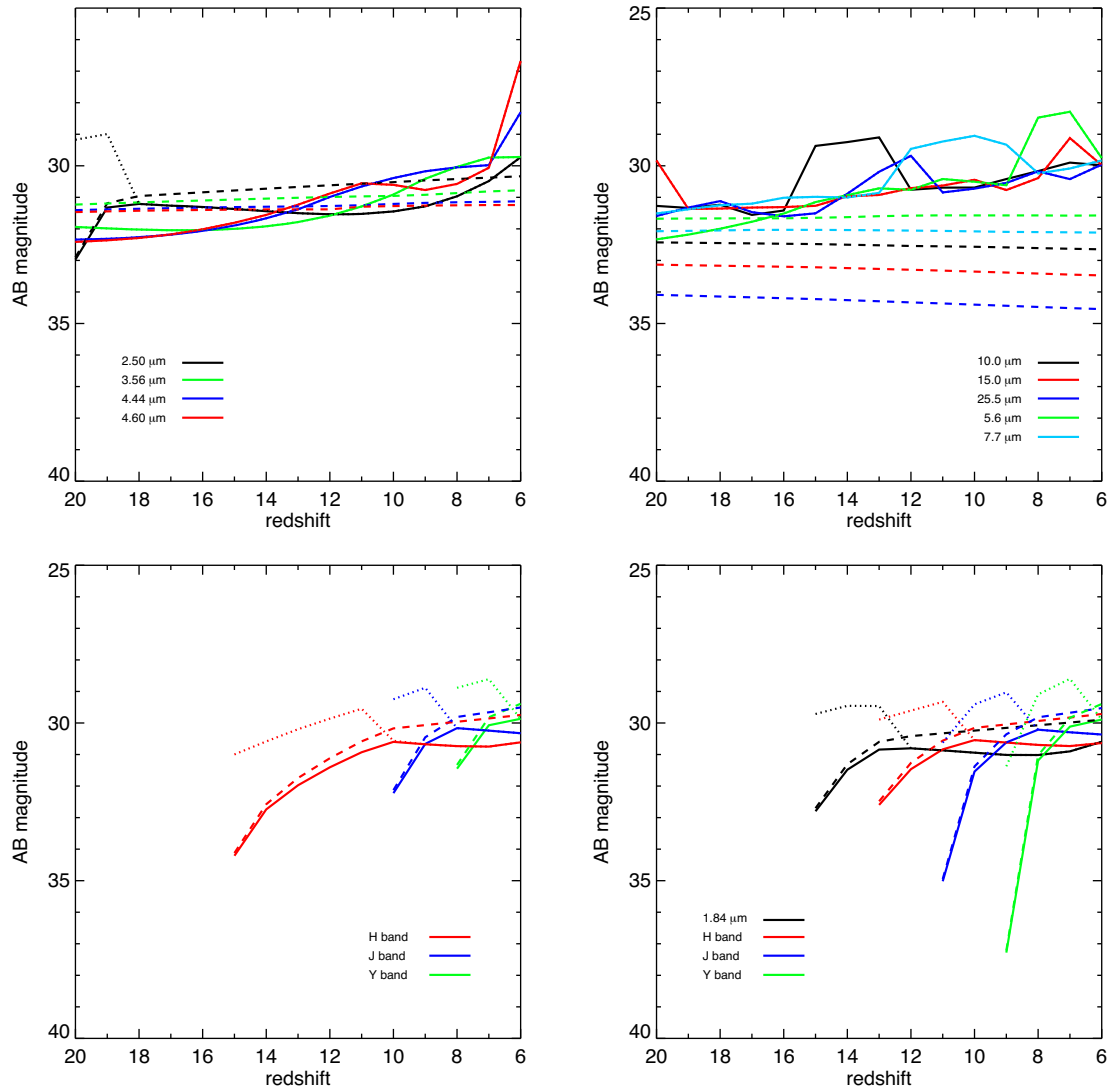 25
30
35
40
20 18 16 14 12 10 8 6
redshift
AB magnitude
2.50 μm
3.56 μm
4.44 μm
4.60 μm
25
30
35
40
20 18 16 14 12 10 8 6
redshift
AB magnitude
10.0 μm
15.0 μm
25.5 μm
5.6 μm
7.7 μm
25
30
35
40
20 18 16 14 12 10 8 6
redshift
AB magnitude
H band
J band
Y band
25
30
35
40
20 18 16 14 12 10 8 6
redshift
AB magnitude
1.84 μm
H band
J band
Y band